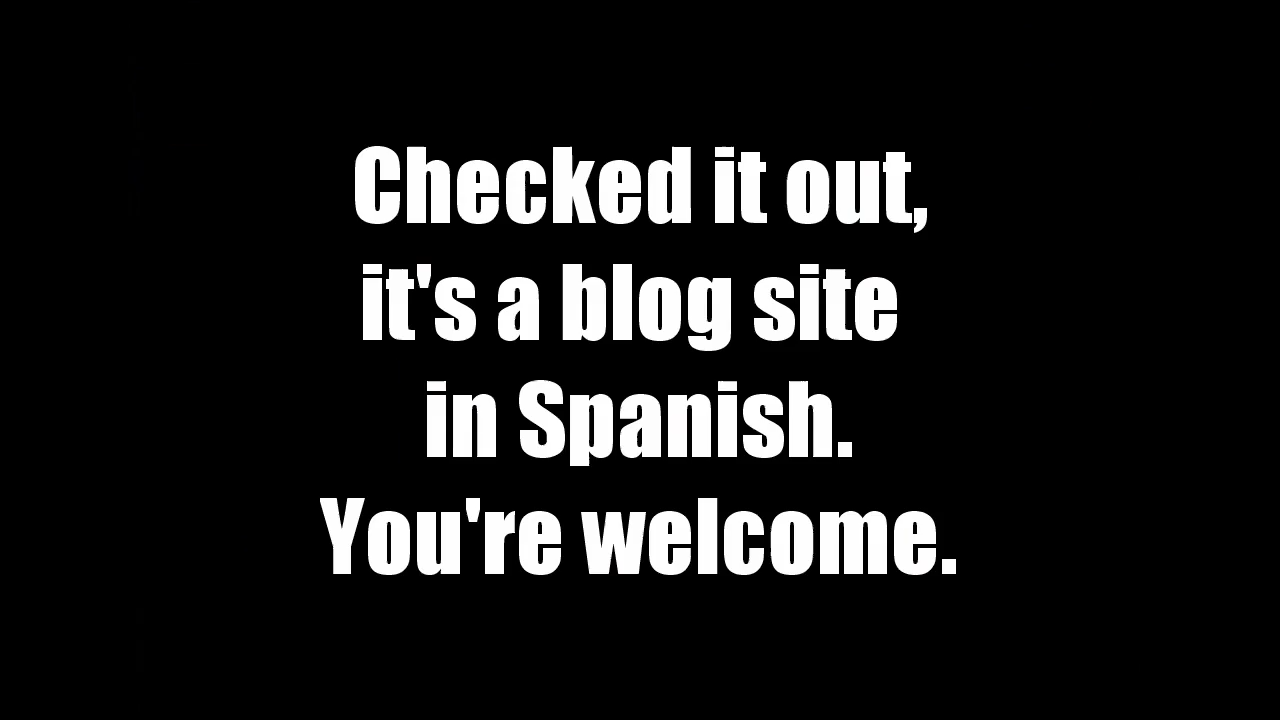 Checked it out,
it's a blog site
in Spanish.
You're welcome.